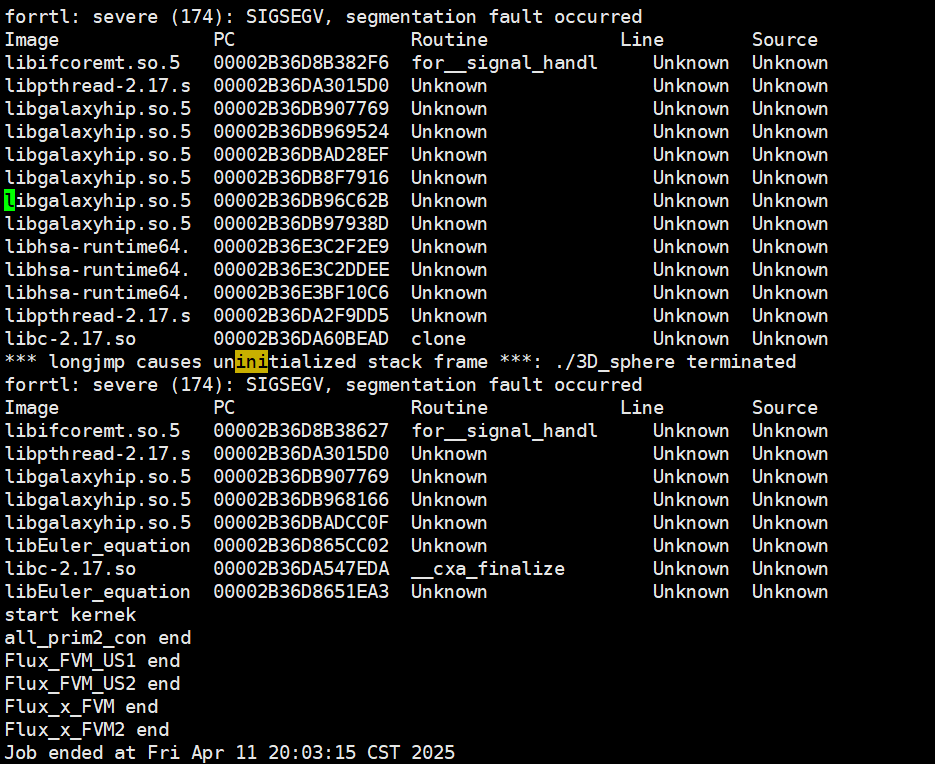 forrtl: severe (174): SIGSEGV, segmentation fault occurred
Image              PC                Routine            Line        Source
libifcoremt.so.5   00002B36D8B382F6  for__signal_handl     Unknown  Unknown
libpthread-2.17.s  00002B36DA3015D0  Unknown               Unknown  Unknown
libgalaxyhip.so.5  00002B36DB907769  Unknown               Unknown  Unknown
libgalaxyhip.so.5  00002B36DB969524  Unknown               Unknown  Unknown
libgalaxyhip.so.5  00002B36DBAD28EF  Unknown               Unknown  Unknown
libgalaxyhip.so.5  00002B36DB8F7916  Unknown               Unknown  Unknown
libgalaxyhip.so.5  00002B36DB96C62B  Unknown               Unknown  Unknown
libgalaxyhip.so.5  00002B36DB97938D  Unknown               Unknown  Unknown
libhsa-runtime64.  00002B36E3C2F2E9  Unknown               Unknown  Unknown
libhsa-runtime64.  00002B36E3C2DDEE  Unknown               Unknown  Unknown
libhsa-runtime64.  00002B36E3BF10C6  Unknown               Unknown  Unknown
libpthread-2.17.s  00002B36DA2F9DD5  Unknown               Unknown  Unknown
libc-2.17.so       00002B36DA60BEAD  clone                 Unknown  Unknown
*** longjmp causes uninitialized stack frame ***: ./3D_sphere terminated
forrtl: severe (174): SIGSEGV, segmentation fault occurred
Image              PC                Routine            Line        Source
libifcoremt.so.5   00002B36D8B38627  for__signal_handl     Unknown  Unknown
libpthread-2.17.s  00002B36DA3015D0  Unknown               Unknown  Unknown
libgalaxyhip.so.5  00002B36DB907769  Unknown               Unknown  Unknown
libgalaxyhip.so.5  00002B36DB968166  Unknown               Unknown  Unknown
libgalaxyhip.so.5  00002B36DBADCC0F  Unknown               Unknown  Unknown
libEuler_equation  00002B36D865CC02  Unknown               Unknown  Unknown
libc-2.17.so       00002B36DA547EDA  __cxa_finalize        Unknown  Unknown
libEuler_equation  00002B36D8651EA3  Unknown               Unknown  Unknown
start kernek
all_prim2_con end
Flux_FVM_US1 end
Flux_FVM_US2 end
Flux_x_FVM end
Flux_x_FVM2 end
Job ended at Fri Apr 11 20:03:15 CST 2025